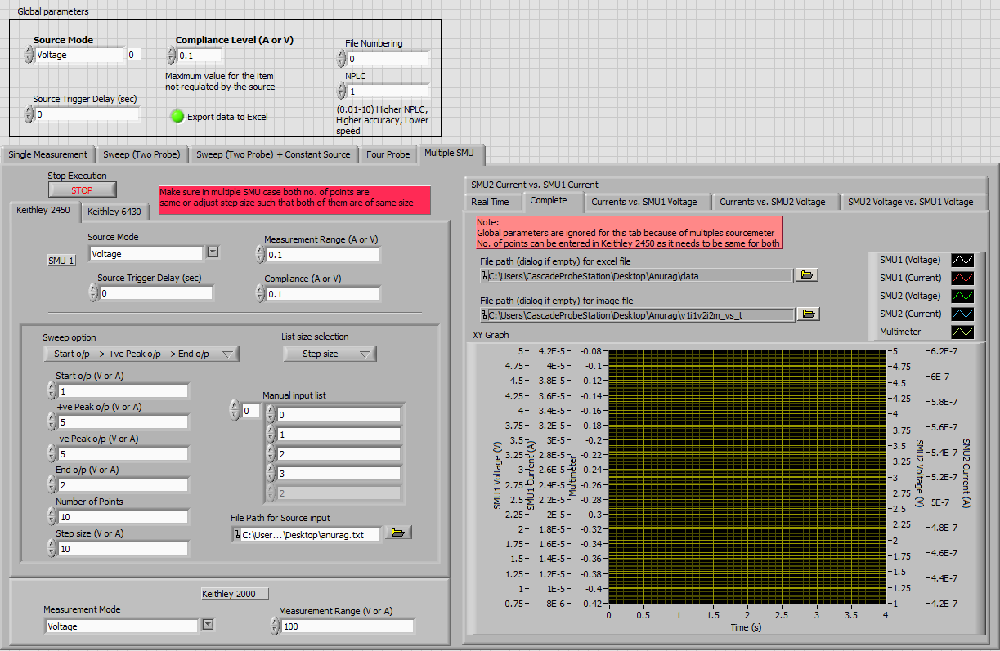 Global parameters
Source Mode
Voltage 0
Compliance Level (A or V)
0.1
Maximum value for the item
not regulated by the source
File Numbering
0
NPLC
1
(0.01-10) Higher NPLC,
Higher accuracy, Lower
speed
Source Trigger Delay (sec)
0
Export data to Excel
Single Measurement
Sweep (Two Probe)
Sweep (Two Probe) + Constant Source
Four Probe
Multiple SMU
Stop Execution
STOP
Make sure in multiple SMU case both no. of points are
same or adjust step size such that both of them are of same size
Keithley 2450
Keithley 6430
SMU 1
Source Mode
Voltage
Measurement Range (A or V)
0.1
Source Trigger Delay (sec)
0
Compliance (A or V)
0.1
Sweep option
Start o/p --> +ve Peak o/p --> End o/p
List size selection
Step size
Start o/p (V or A)
1
+ve Peak o/p (V or A)
5
-ve Peak o/p (V or A)
5
End o/p (V or A)
2
Number of Points
10
Step size (V or A)
10
Manual input list
0
0
1
2
3
2
File Path for Source input
C:\User...\Desktop\anurag.txt
Keithley 2000
Measurement Mode
Voltage
Measurement Range (V or A)
100
SMU2 Current vs. SMU1 Current
Real Time
Complete
Currents vs. SMU1 Voltage
Currents vs. SMU2 Voltage
SMU2 Voltage vs. SMU1 Voltage
Note:
Global parameters are ignored for this tab because of multiples sourcemeter
No. of points can be entered in Keithley 2450 as it needs to be same for both
File path (dialog if empty) for excel file
C:\Users\CascadeProbeStation\Desktop\Anurag\data
File path (dialog if empty) for image file
C:\Users\CascadeProbeStation\Desktop\Anurag\v1i1v2i2m_vs_t
SMU1 (Voltage)
SMU1 (Current)
SMU2 (Voltage)
SMU2 (Current)
Multimeter
XY Graph
SMU1 Voltage (V)
5
4.75
4.5
4.25
4
3.75
3.5
3.25
3
2.75
2.5
2.25
2
1.75
1.5
1.25
1
0.75
SMU1 Current (A)
4.2E-5
4E-5
3.8E-5
3.6E-5
3.4E-5
3.2E-5
3E-5
2.8E-5
2.6E-5
2.4E-5
2.2E-5
2E-5
1.8E-5
1.6E-5
1.4E-5
1.2E-5
1E-5
8E-6
Multimeter
-0.08
-0.1
-0.12
-0.14
-0.16
-0.18
-0.2
-0.22
-0.24
-0.26
-0.28
-0.3
-0.32
-0.34
-0.36
-0.38
-0.4
-0.42
0
0.5
1
1.5
2
2.5
3
3.5
4
Time (s)
5
4.75
4.5
4.25
4
3.75
3.5
3.25
3
2.75
2.5
2.25
2
1.75
1.5
1.25
1
SMU2 Voltage (V)
-6.2E-7
-6E-7
-5.8E-7
-5.6E-7
-5.4E-7
-5.2E-7
-5E-7
-4.8E-7
-4.6E-7
-4.4E-7
-4.2E-7
SMU2 Current (A)